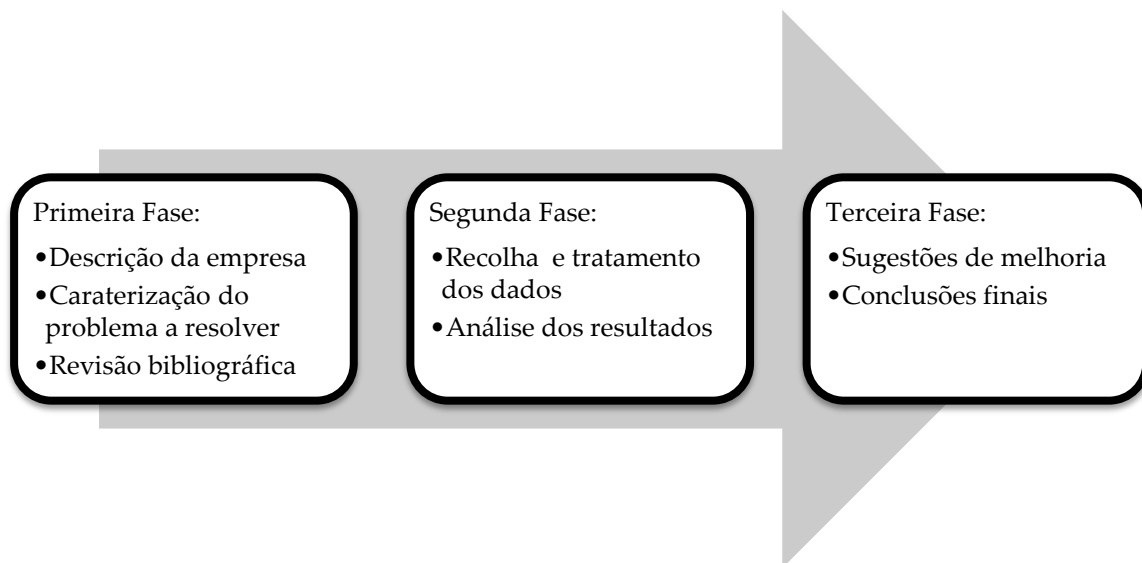 Primeira Fase:
•Descrição da empresa
•Caraterização do
problema a resolver
•Revisão bibliográfica
Segunda Fase:
•Recolha e tratamento
dos dados
•Análise dos resultados
Terceira Fase:
•Sugestões de melhoria
•Conclusões finais